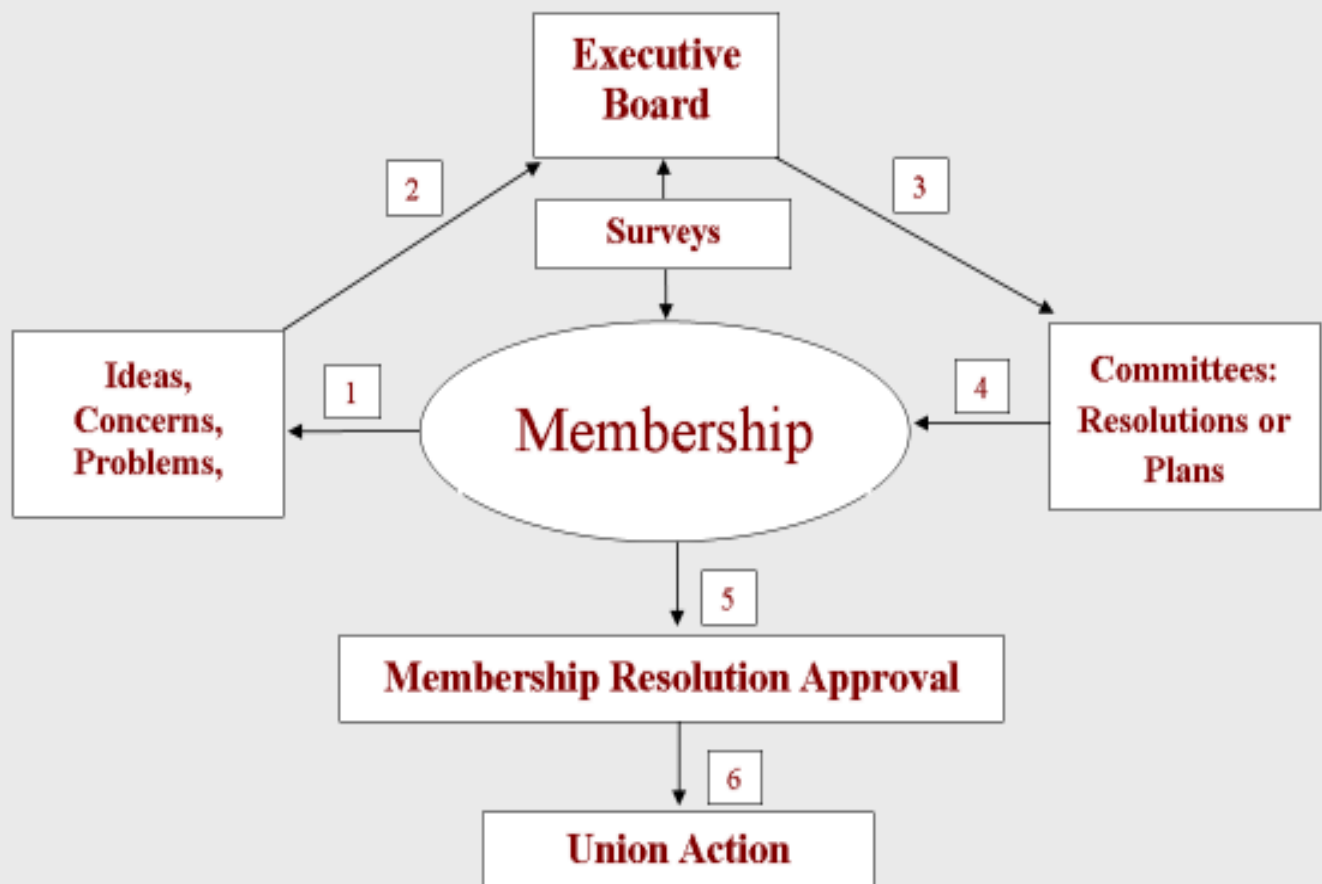 Executive
Board
2
3
Surveys
Ideas,
Concerns,
Problems,
1
Membership
4
Committees:
Resolutions or
Plans
5
Membership Resolution Approval
6
Union Action